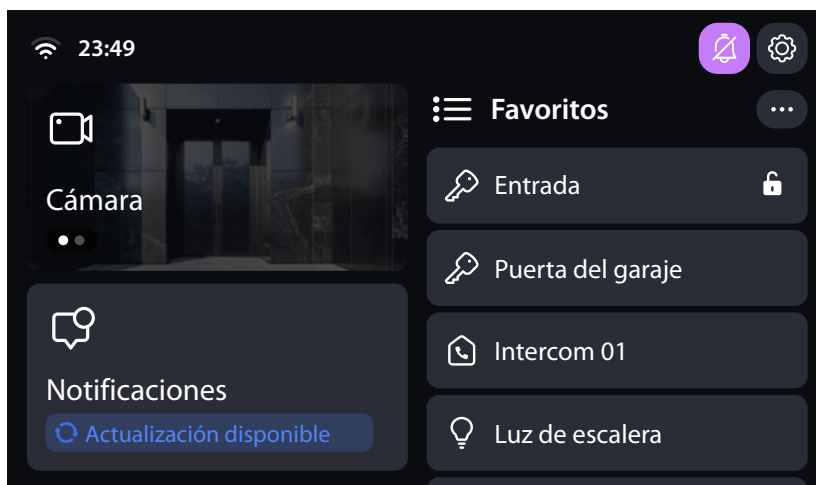 23:49
Cámara
Notificaciones
Actualización disponible
Favoritos
Entrada
Puerta del garaje
Intercom 01
Luz de escalera